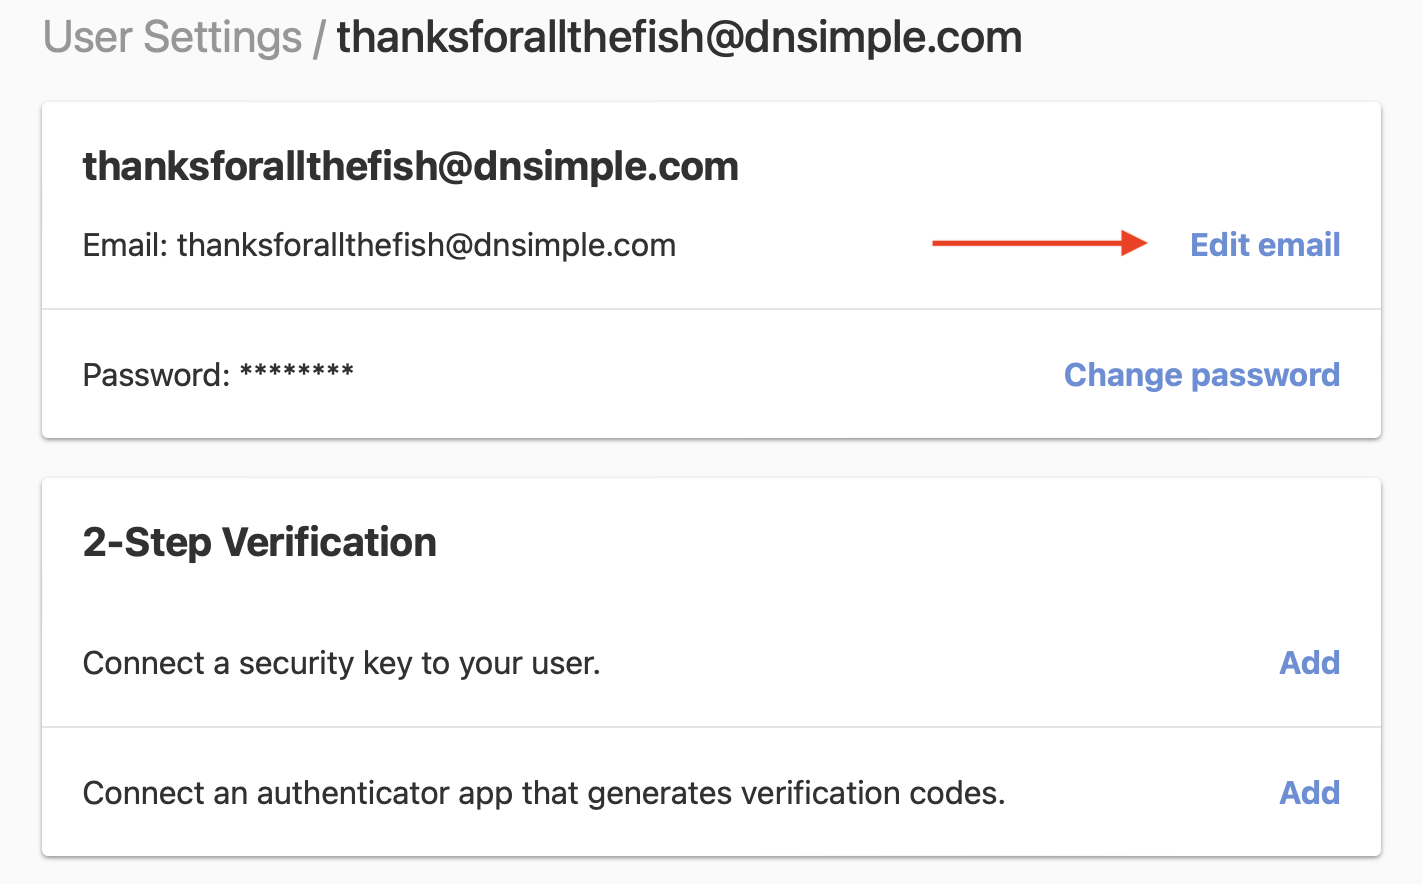 User Settings / thanksforallthefish@dnsimple.com
thanksforallthefish@dnsimple.com
Email: thanksforallthefish@dnsimple.com Edit email
Password: ******** Change password
2-Step Verification
Connect a security key to your user. Add
Connect an authenticator app that generates verification codes. Add